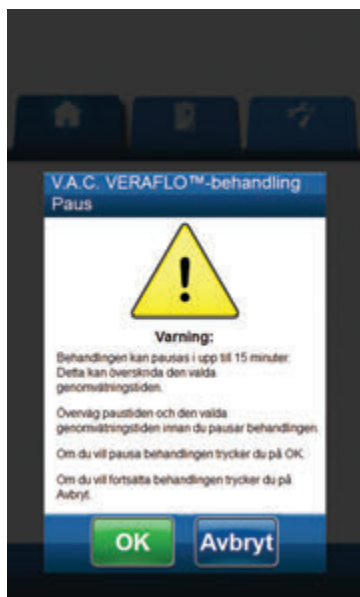 V.A.C. VERAFLO™-behandling
Paus
Varning:
Behandlingen kan pausas i upp till 15 minuter.
Detta kan överskrida den valda
genomvätningstiden.
Överväg paustiden och den valda
genomvätningstiden innan du pausar behandlingen.
Om du vill pausa behandlingen trycker du på OK.
Om du vill fortsätta behandlingen trycker du på
Avbryt.
OK
Avbryt